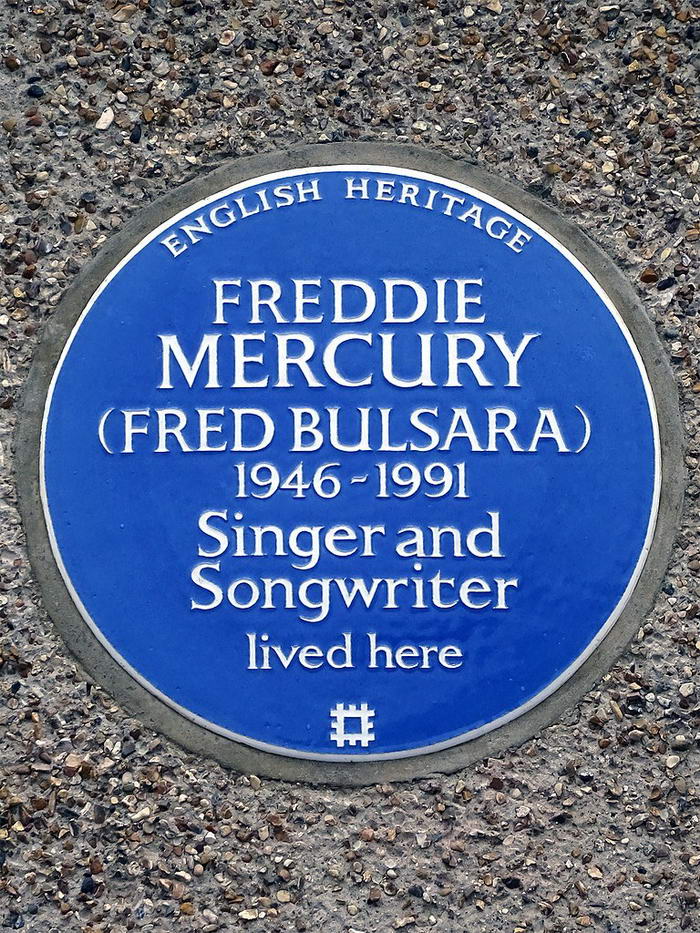 ENGLISH HERITAGE
FREDDIE
MERCURY
(FRED BULSARA)
1946-1991
Singer and
Songwriter
lived here